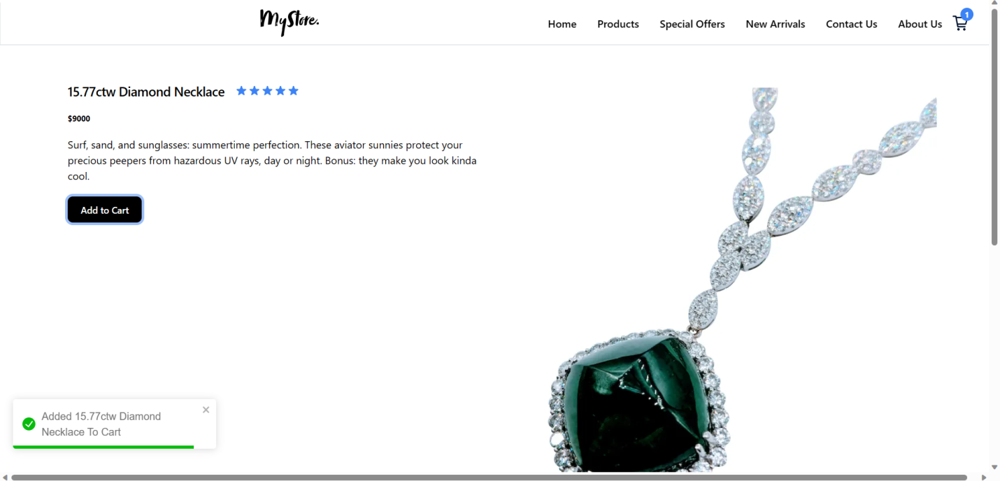 MyStore.
Home Products Special Offers New Arrivals Contact Us About Us 1
15.77ctw Diamond Necklace
$9000
Surf, sand, and sunglasses: summertime perfection. These aviator sunnies protect your
precious peepers from hazardous UV rays, day or night. Bonus: they make you look kinda
cool.
Add to Cart
Added 15.77ctw Diamond
Necklace To Cart